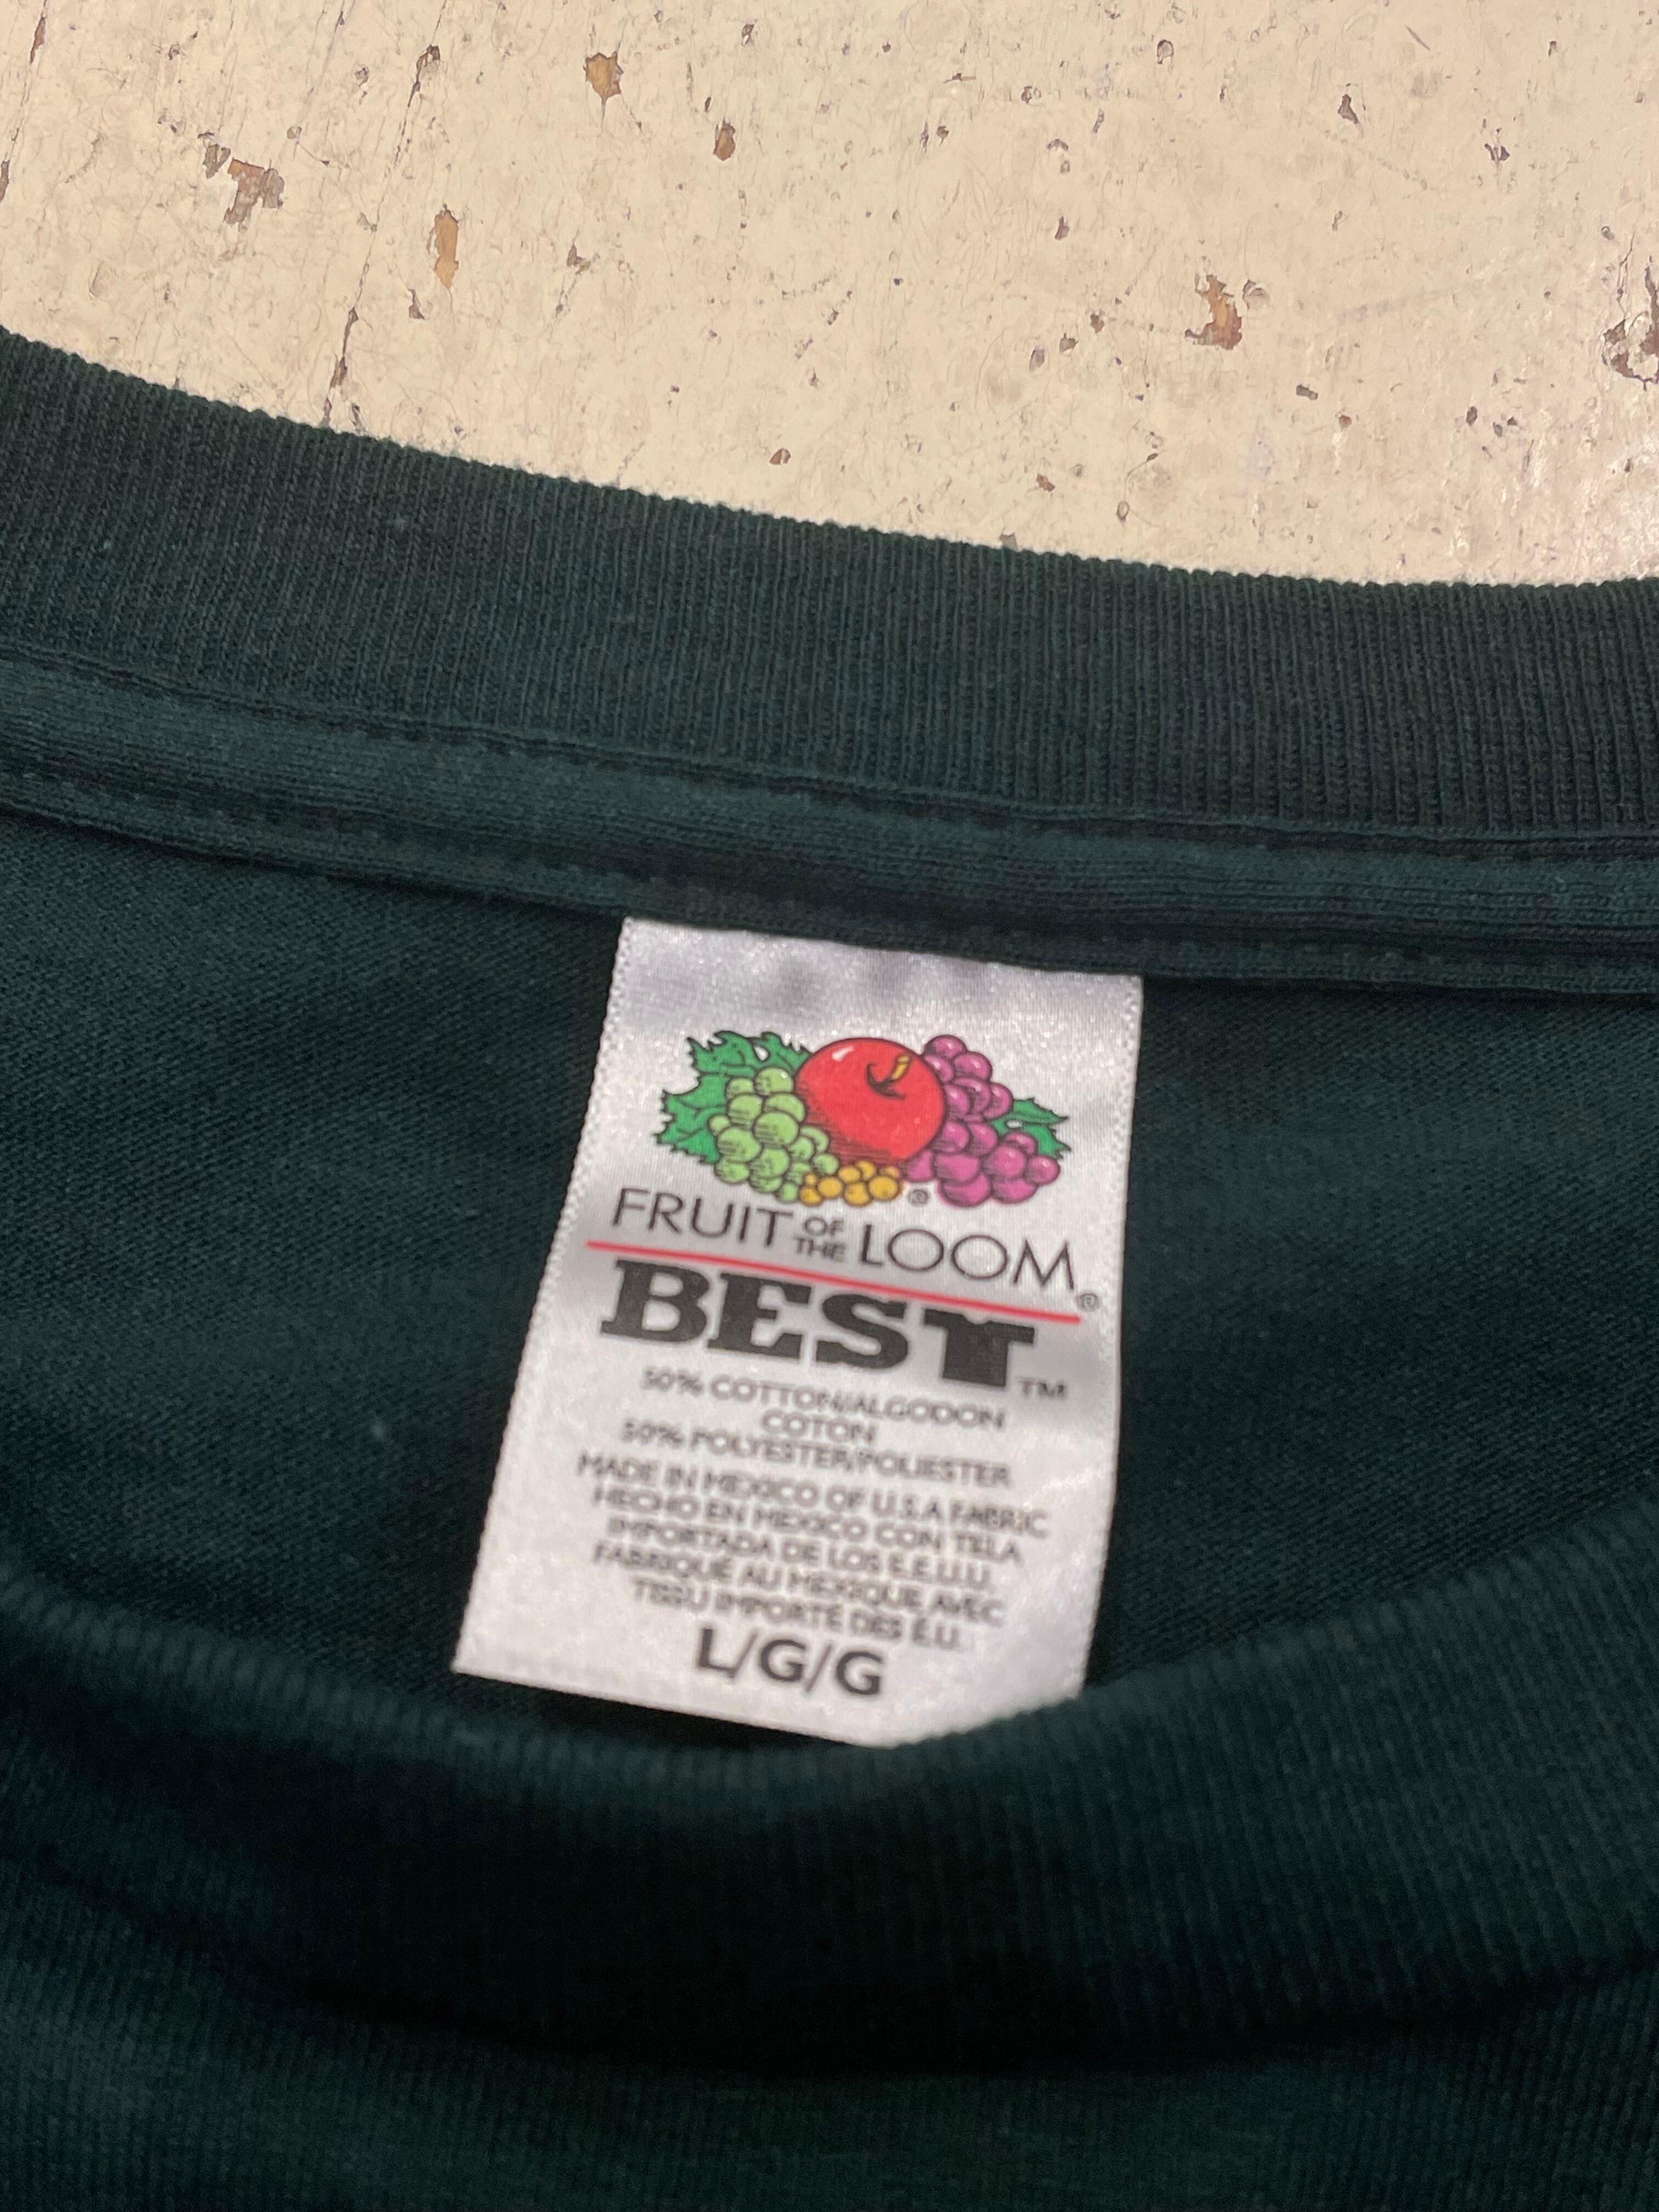 FRUIT OF THE LOOM®
BEST™
50% COTTON/ALGODON
COTON
50% POLYESTER/POLIESTER
MADE IN MEXICO OF U.S.A FABRIC
HECHO EN MEXICO CON TELA
IMPORTADA DE LOS E.E.U.U.
FABRIQUÉ AU MEXIQUE AVEC
TISSU IMPORTÉ DES É.U.
L/G/G